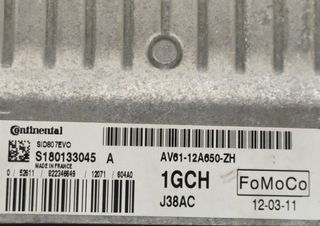 Continental
SID807EVO
S180133045 A
MADE IN FRANCE
0 / 52611 / 822346649 / 12071 / 604A0
AV61-12A650-ZH
1GCH
FoMoCo
J38AC
12-03-11